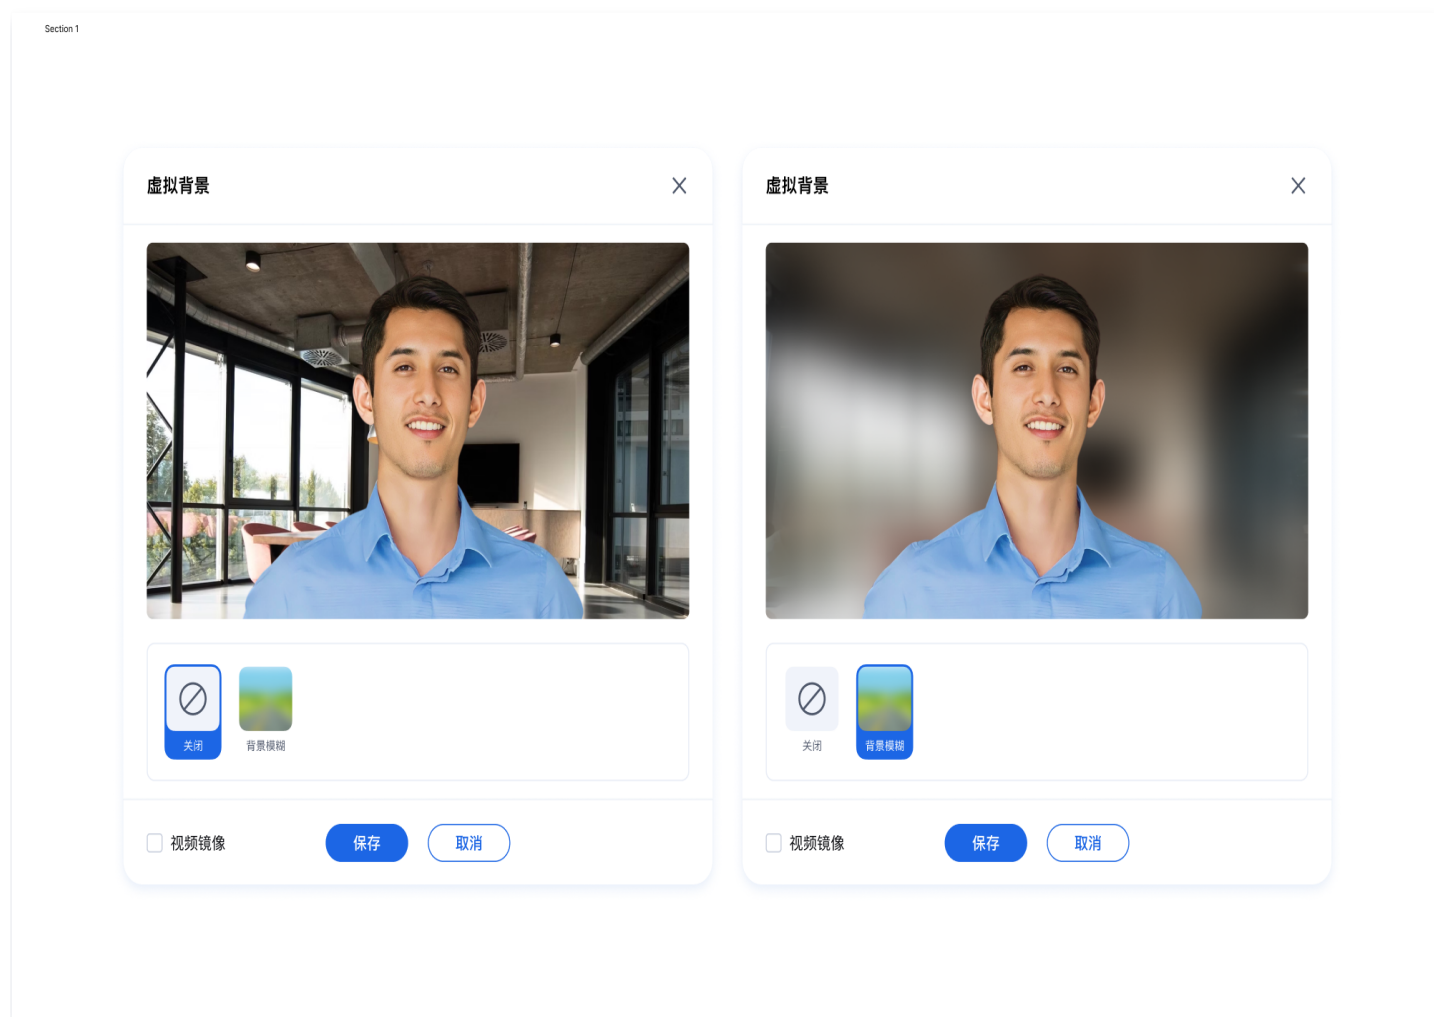 Section 1
虚拟背景
关闭
背景模糊
视频镜像
保存
取消
虚拟背景
关闭
背景模糊
视频镜像
保存
取消